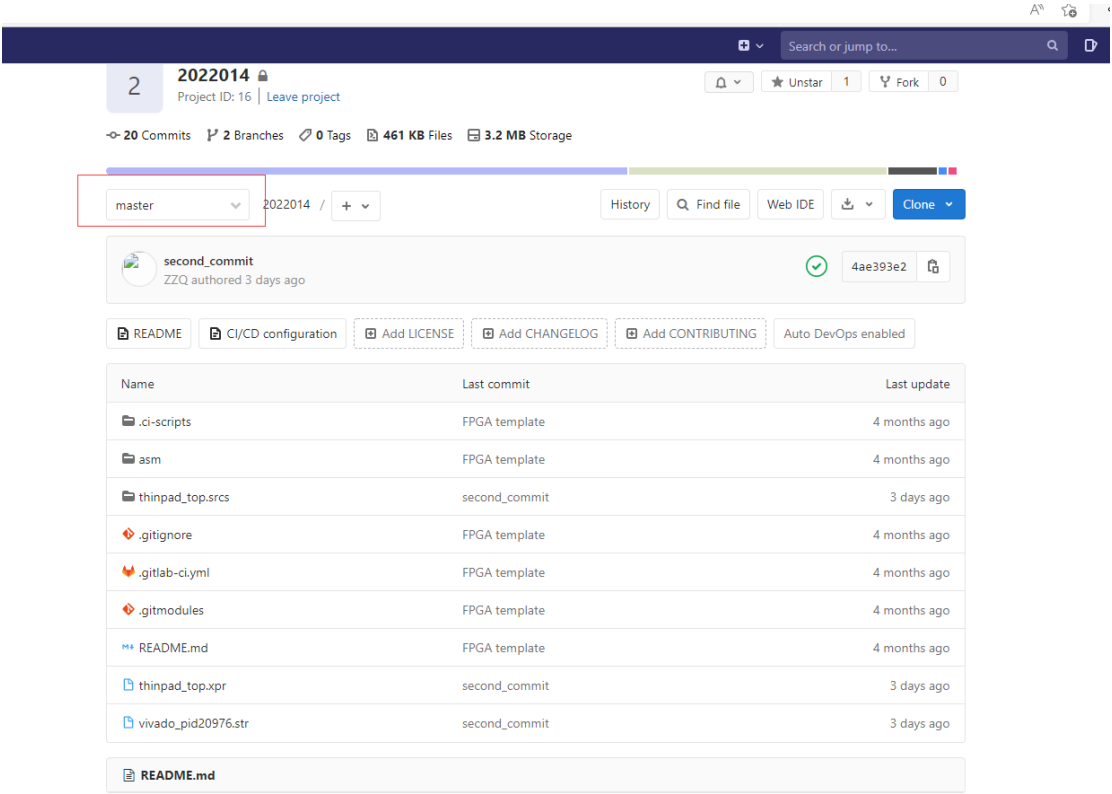 Search or jump to...
2 2022014
Project ID: 16 Leave project
Unstar 1 Fork 0
20 Commits 2 Branches 0 Tags 461 KB Files 3.2 MB Storage
master 2022014 / + History Find file Web IDE Clone
second_commit
ZZQ authored 3 days ago
4ae393e2
README CI/CD configuration Add LICENSE Add CHANGELOG Add CONTRIBUTING Auto DevOps enabled
Name Last commit Last update
.ci-scripts FPGA template 4 months ago
asm FPGA template 4 months ago
thinpad_top.srcs second_commit 3 days ago
.gitignore FPGA template 4 months ago
.gitlab-ci.yml FPGA template 4 months ago
.gitmodules FPGA template 4 months ago
README.md FPGA template 4 months ago
thinpad_top.xpr second_commit 3 days ago
vivado_pid20976.str second_commit 3 days ago
README.md